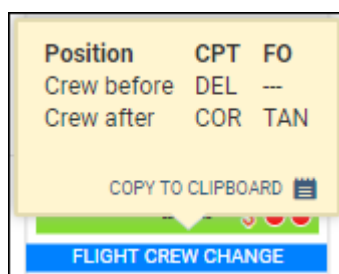 Position CPT FO
Crew before DEL ---
Crew after COR TAN
COPY TO CLIPBOARD
FLIGHT CREW CHANGE